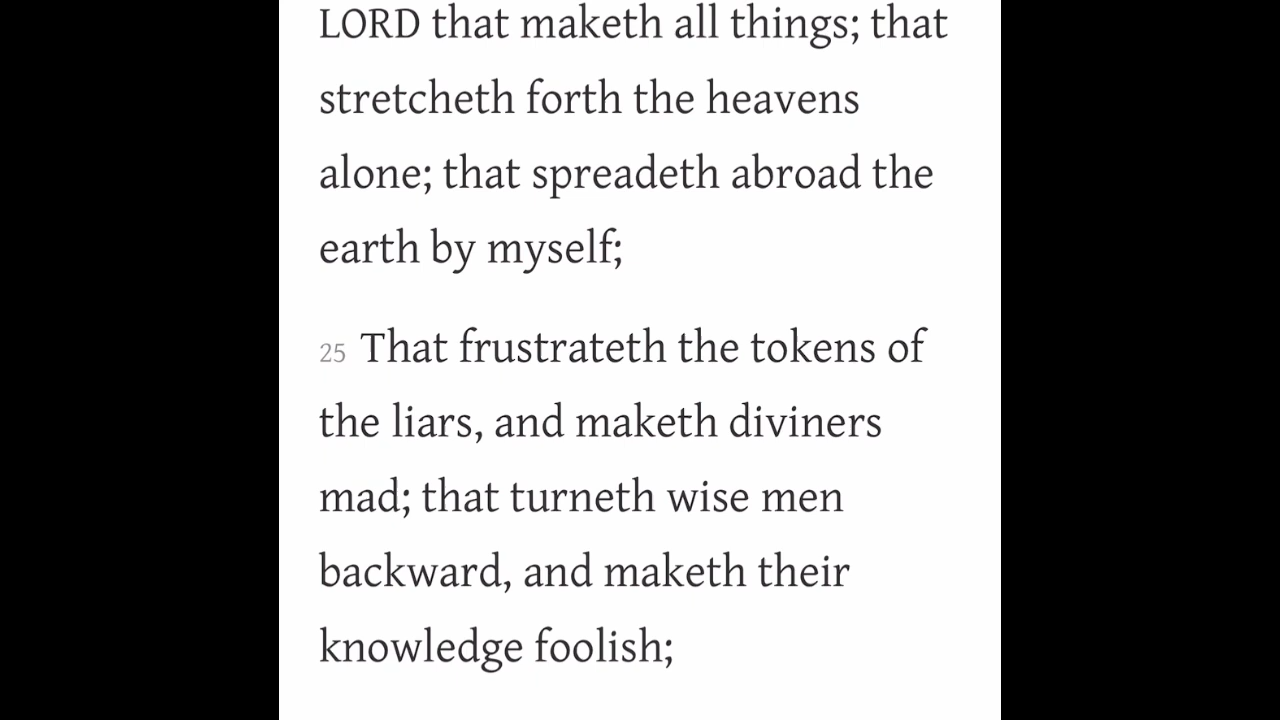 LORD that maketh all things; that
stretcheth forth the heavens
alone; that spreadeth abroad the
earth by myself;
25 That frustrateth the tokens of
the liars, and maketh diviners
mad; that turneth wise men
backward, and maketh their
knowledge foolish;